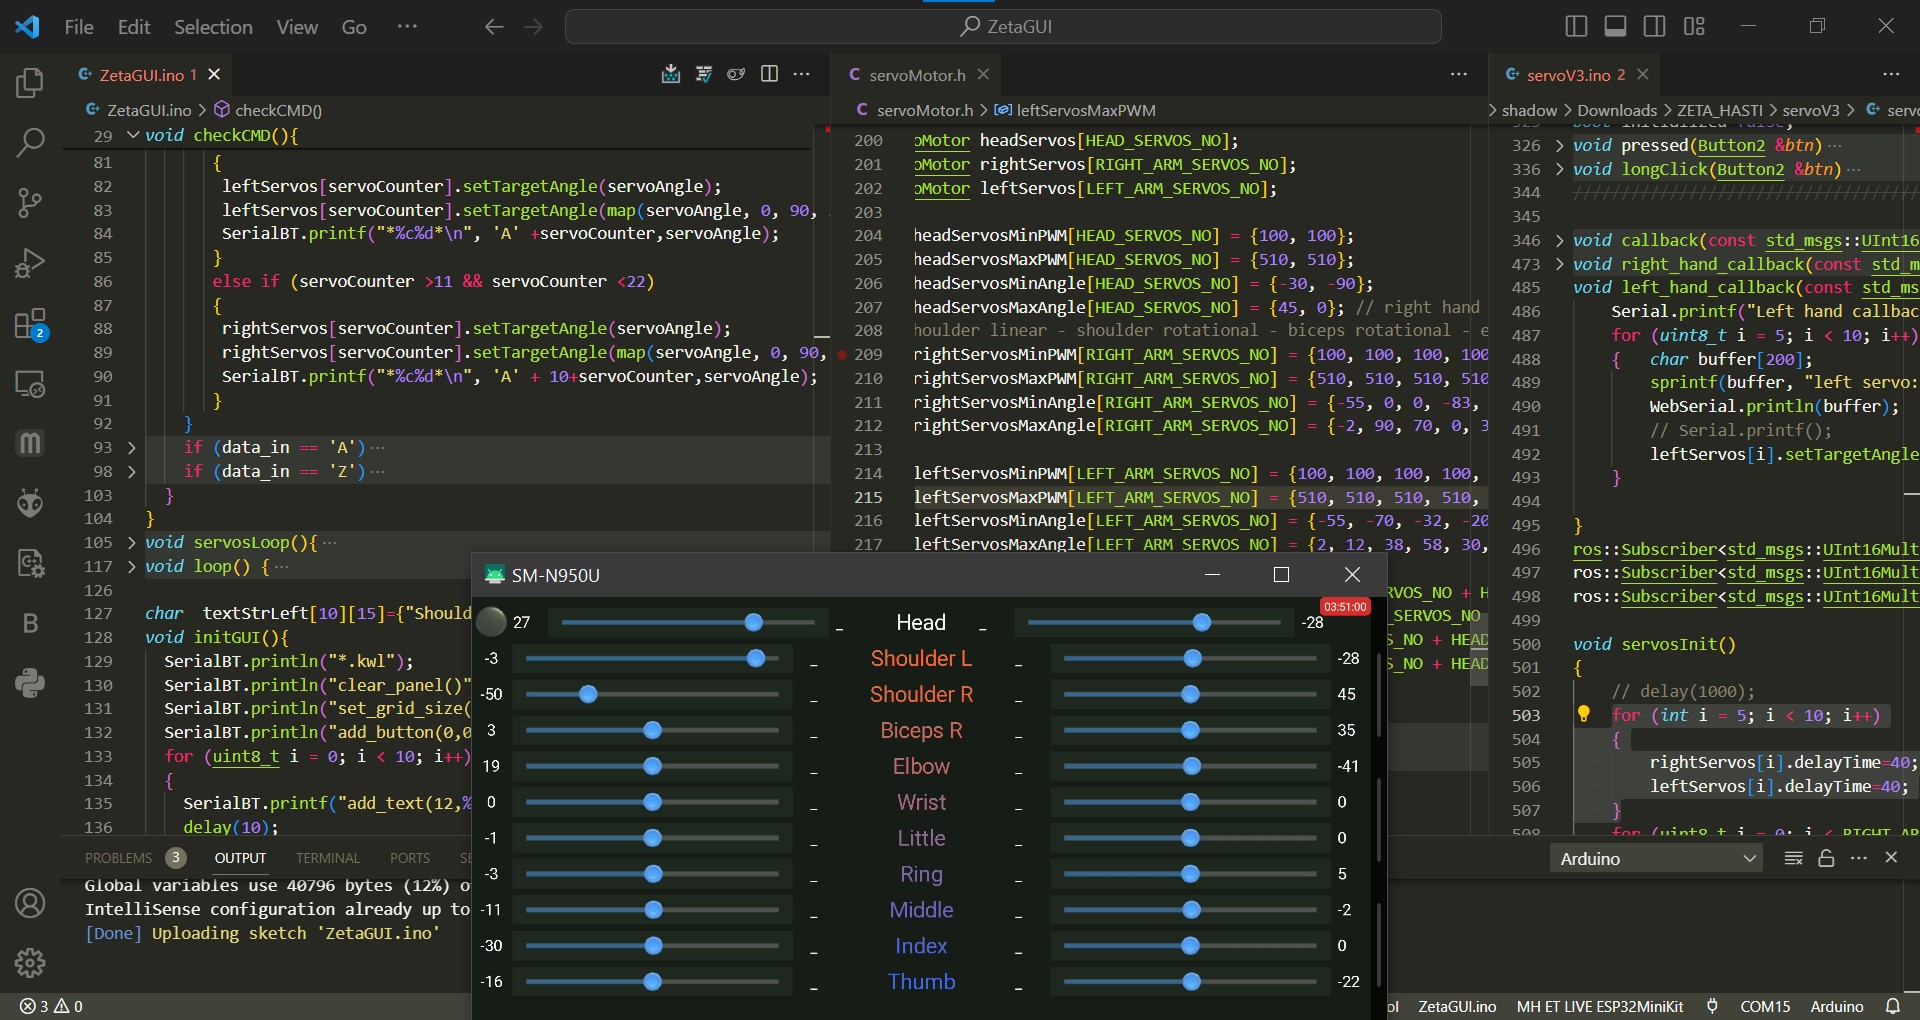 File Edit Selection View Go ··· ZetaGUI
ZetaGUI.ino 1
ZetaGUI.ino > checkCMD()
29 void checkCMD(){
81 {
82 leftServos[servoCounter].setTargetAngle(servoAngle);
83 leftServos[servoCounter].setTargetAngle(map(servoAngle, 0, 90,
84 SerialBT.printf("*%c%d*\n", 'A' +servoCounter,servoAngle);
85 }
86 else if (servoCounter >11 && servoCounter <22)
87 {
88 rightServos[servoCounter].setTargetAngle(servoAngle);
89 rightServos[servoCounter].setTargetAngle(map(servoAngle, 0, 90,
90 SerialBT.printf("*%c%d*\n", 'A' + 10+servoCounter,servoAngle);
91 }
92 }
93 if (data_in == 'A')···
98 if (data_in == 'Z')···
103 }
104 }
105 void servosLoop(){···
117 void loop() {···
126
127 char textStrLeft[10][15]={"Should
128 void initGUI(){
129 SerialBT.println("*.kwl");
130 SerialBT.println("clear_panel()"
131 SerialBT.println("set_grid_size(
132 SerialBT.println("add_button(0,0
133 for (uint8_t i = 0; i < 10; i++)
134 {
135 SerialBT.printf("add_text(12,%
136 delay(10);
servoMotor.h
servoMotor.h > leftServosMaxPWM
200 oMotor headServos[HEAD_SERVOS_NO];
201 oMotor rightServos[RIGHT_ARM_SERVOS_NO];
202 oMotor leftServos[LEFT_ARM_SERVOS_NO];
203
204 headServosMinPWM[HEAD_SERVOS_NO] = {100, 100};
205 headServosMaxPWM[HEAD_SERVOS_NO] = {510, 510};
206 headServosMinAngle[HEAD_SERVOS_NO] = {-30, -90};
207 headServosMaxAngle[HEAD_SERVOS_NO] = {45, 0}; // right hand
208 houlder linear - shoulder rotational - biceps rotational - e
209 rightServosMinPWM[RIGHT_ARM_SERVOS_NO] = {100, 100, 100, 100
210 rightServosMaxPWM[RIGHT_ARM_SERVOS_NO] = {510, 510, 510, 510
211 rightServosMinAngle[RIGHT_ARM_SERVOS_NO] = {-55, 0, 0, -83,
212 rightServosMaxAngle[RIGHT_ARM_SERVOS_NO] = {-2, 90, 70, 0, 3
213
214 leftServosMinPWM[LEFT_ARM_SERVOS_NO] = {100, 100, 100, 100,
215 leftServosMaxPWM[LEFT_ARM_SERVOS_NO] = {510, 510, 510, 510,
216 leftServosMinAngle[LEFT_ARM_SERVOS_NO] = {-55, -70, -32, -20
217 leftServosMaxAngle[LEFT_ARM_SERVOS_NO] = {2, 12, 38, 58, 30,
RVOS_NO + H
_SERVOS_NO
S_NO + HEAD
S_NO + HEAD
servoV3.ino 2
shadow > Downloads > ZETA_HASTI > servoV3 > servo
326 void pressed(Button2 &btn)···
336 void longClick(Button2 &btn)···
344 ////////////////////////////////////
345
346 void callback(const std_msgs::UInt16
473 void right_hand_callback(const std_m
485 void left_hand_callback(const std_ms
486 Serial.printf("Left hand callbac
487 for (uint8_t i = 5; i < 10; i++)
488 { char buffer[200];
489 sprintf(buffer, "left servo:
490 WebSerial.println(buffer);
491 // Serial.printf();
492 leftServos[i].setTargetAngle
493 }
494
495 }
496 ros::Subscriber<std_msgs::UInt16Mult
497 ros::Subscriber<std_msgs::UInt16Mult
498 ros::Subscriber<std_msgs::UInt16Mult
499
500 void servosInit()
501 {
502 // delay(1000);
503 for (int i = 5; i < 10; i++)
504 {
505 rightServos[i].delayTime=40;
506 leftServos[i].delayTime=40;
507 }
508 for (uint8_t i = 0; i < RIGHT_AR
SM-N950U
03:51:00
27 _ Head _ -28
-3 _ Shoulder L _ -28
-50 _ Shoulder R _ 45
3 _ Biceps R _ 35
19 _ Elbow _ -41
0 _ Wrist _ 0
-1 _ Little _ 0
-3 _ Ring _ 5
-11 _ Middle _ -2
-30 _ Index _ 0
-16 _ Thumb _ -22
PROBLEMS 3 OUTPUT TERMINAL PORTS SE
Arduino
Global variables use 40796 bytes (12%) o
IntelliSense configuration already up to
[Done] Uploading sketch 'ZetaGUI.ino'
2
3 0
ol ZetaGUI.ino MH ET LIVE ESP32MiniKit COM15 Arduino